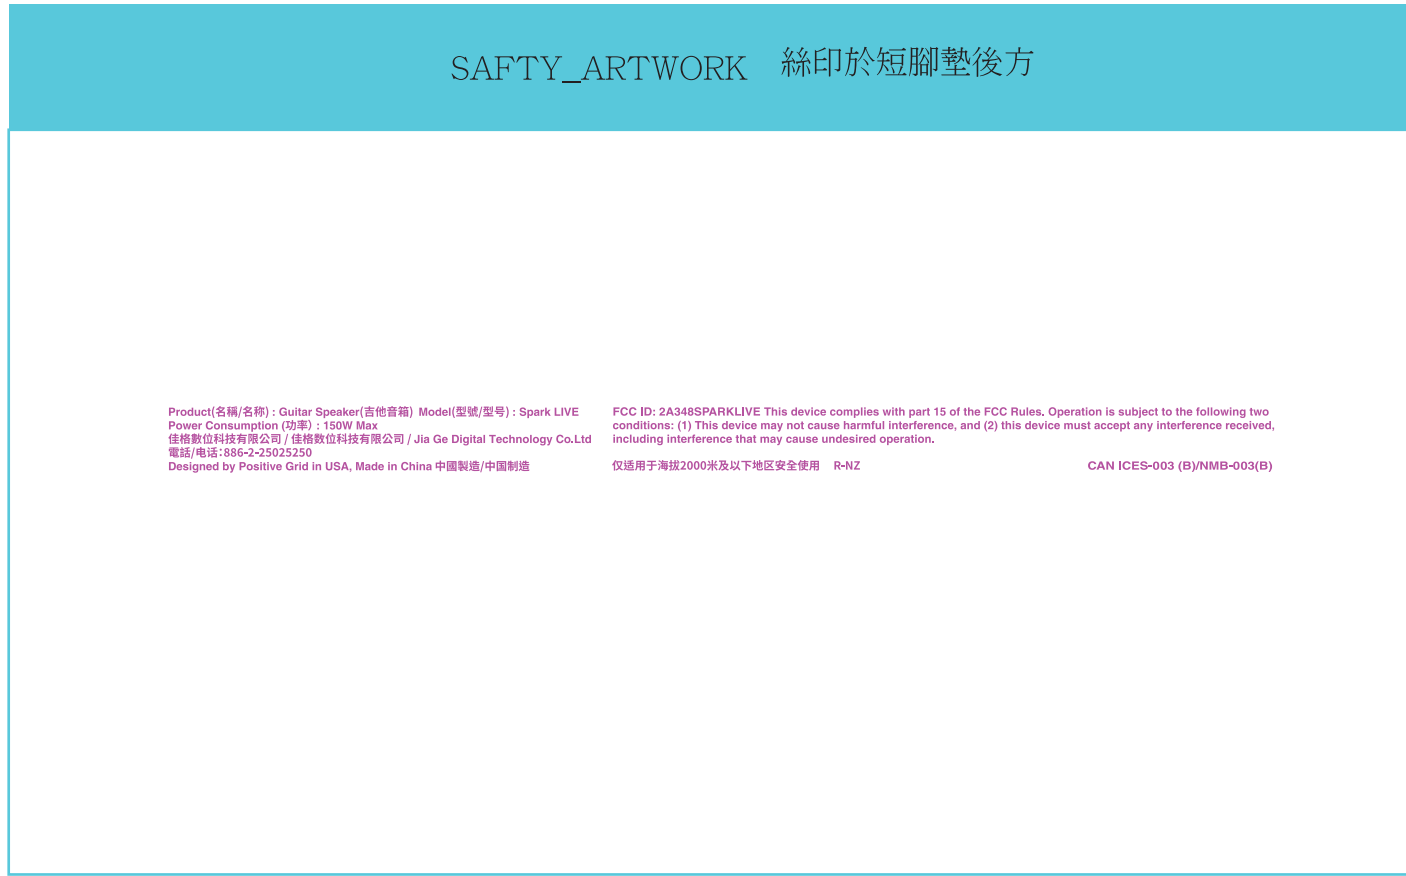 SAFTY_ARTWORK 絲印於短腳墊後方
Product(名稱/名称) : Guitar Speaker(吉他音箱) Model(型號/型号) : Spark LIVE
Power Consumption (功率) : 150W Max
佳格數位科技有限公司 / 佳格数位科技有限公司 / Jia Ge Digital Technology Co.Ltd
電話/电话:886-2-25025250
Designed by Positive Grid in USA, Made in China 中國製造/中国制造
FCC ID: 2A348SPARKLIVE This device complies with part 15 of the FCC Rules. Operation is subject to the following two
conditions: (1) This device may not cause harmful interference, and (2) this device must accept any interference received,
including interference that may cause undesired operation.
仅适用于海拔2000米及以下地区安全使用 R-NZ
CAN ICES-003 (B)/NMB-003(B)